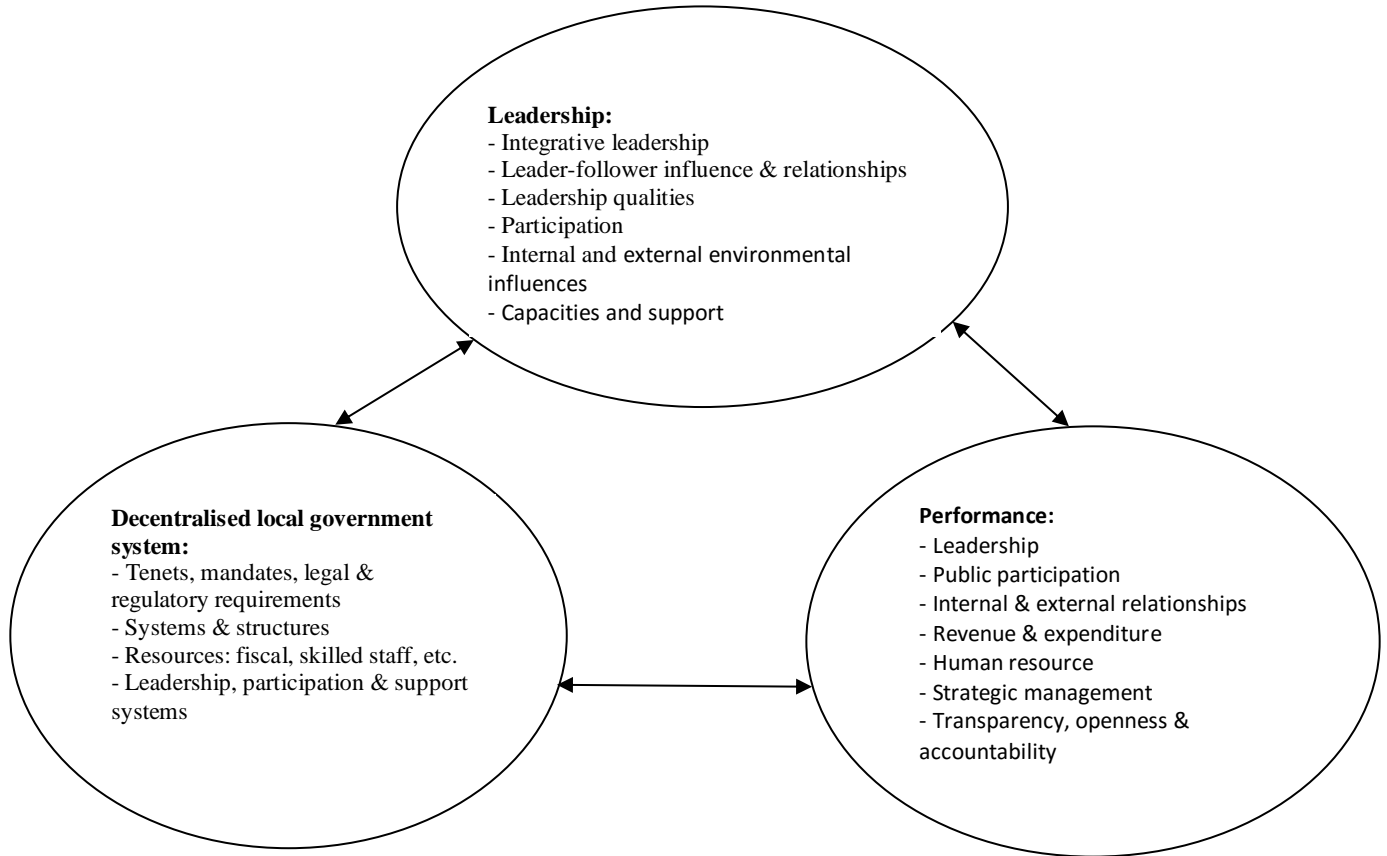 Leadership:
- Integrative leadership
- Leader-follower influence & relationships
- Leadership qualities
- Participation
- Internal and external environmental
influences
- Capacities and support
Decentralised local government
system:
- Tenets, mandates, legal &
regulatory requirements
- Systems & structures
- Resources: fiscal, skilled staff, etc.
- Leadership, participation & support
systems
Performance:
- Leadership
- Public participation
- Internal & external relationships
- Revenue & expenditure
- Human resource
- Strategic management
- Transparency, openness &
accountability